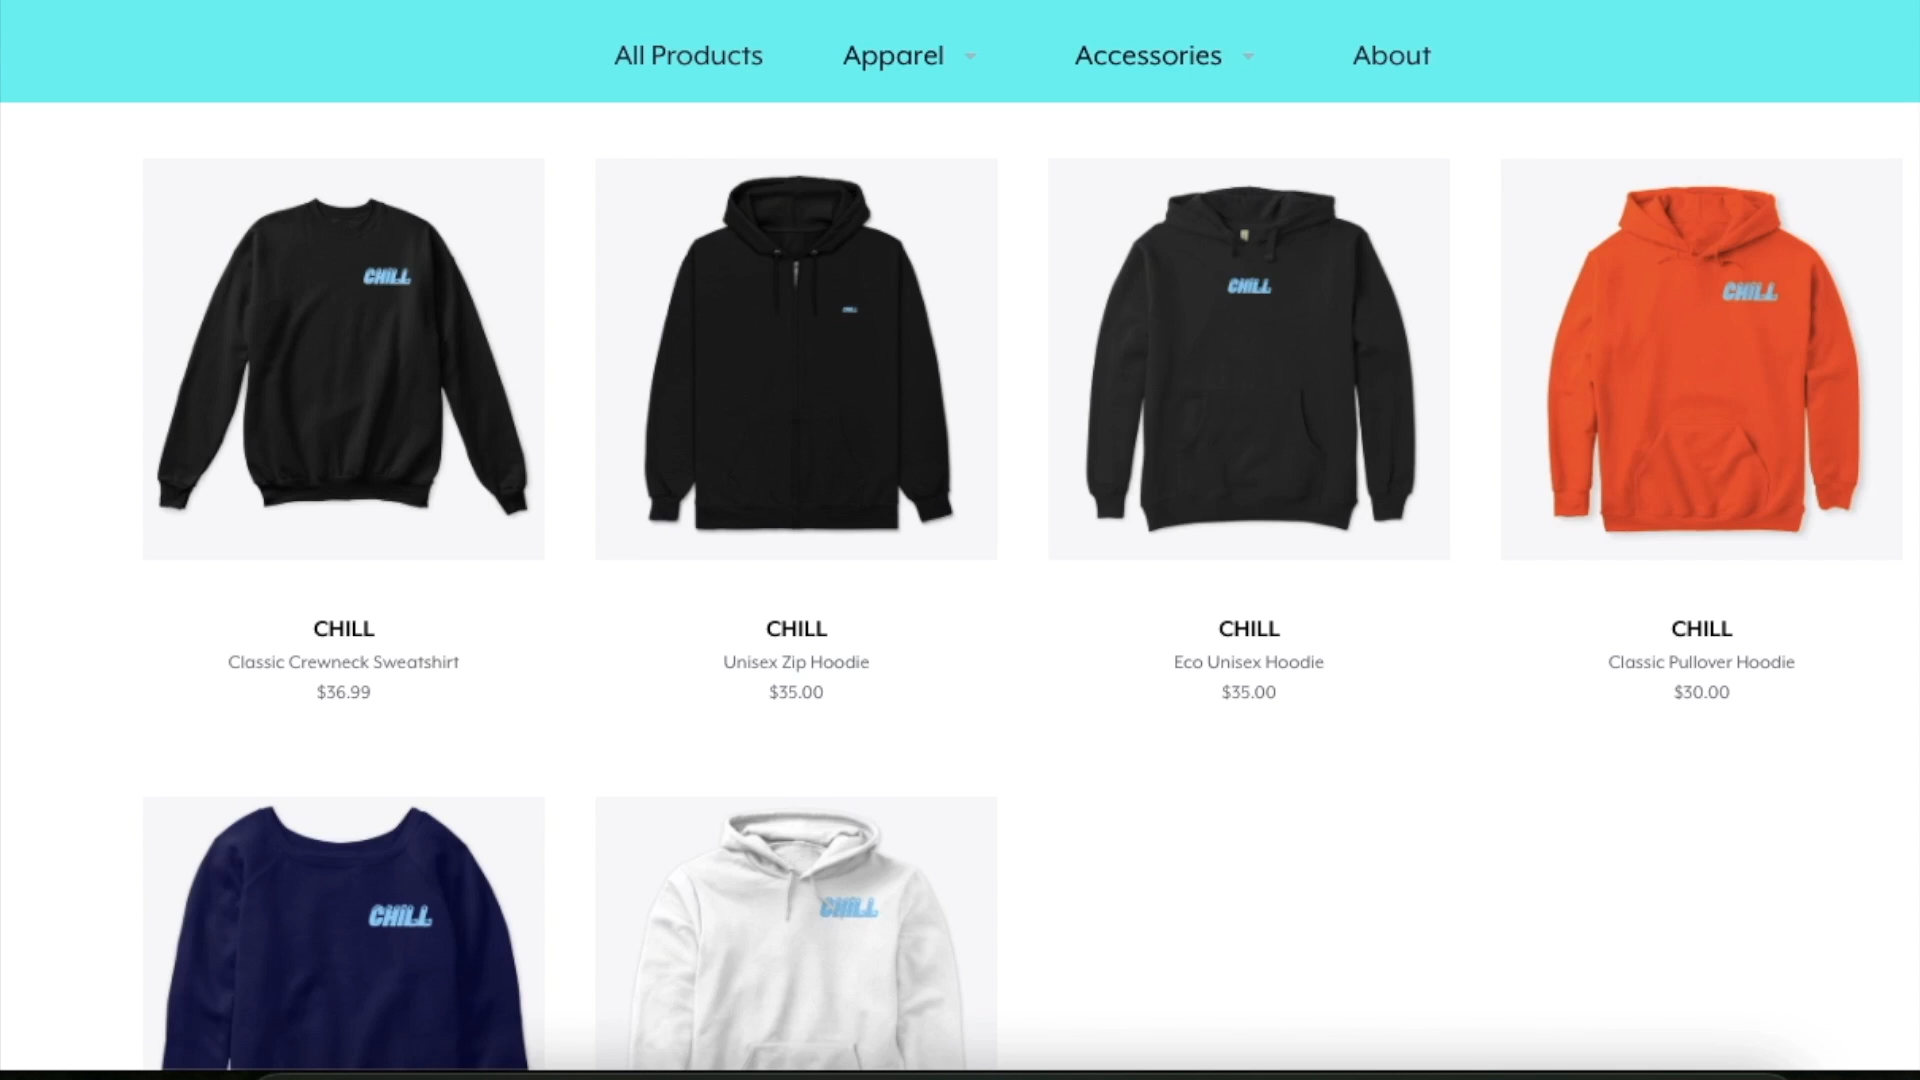 All Products Apparel Accessories About
CHILL
CHILL
CHILL
CHILL
CHILL
Classic Crewneck Sweatshirt
$36.99
CHILL
Unisex Zip Hoodie
$35.00
CHILL
Eco Unisex Hoodie
$35.00
CHILL
Classic Pullover Hoodie
$30.00
CHILL
CHILL